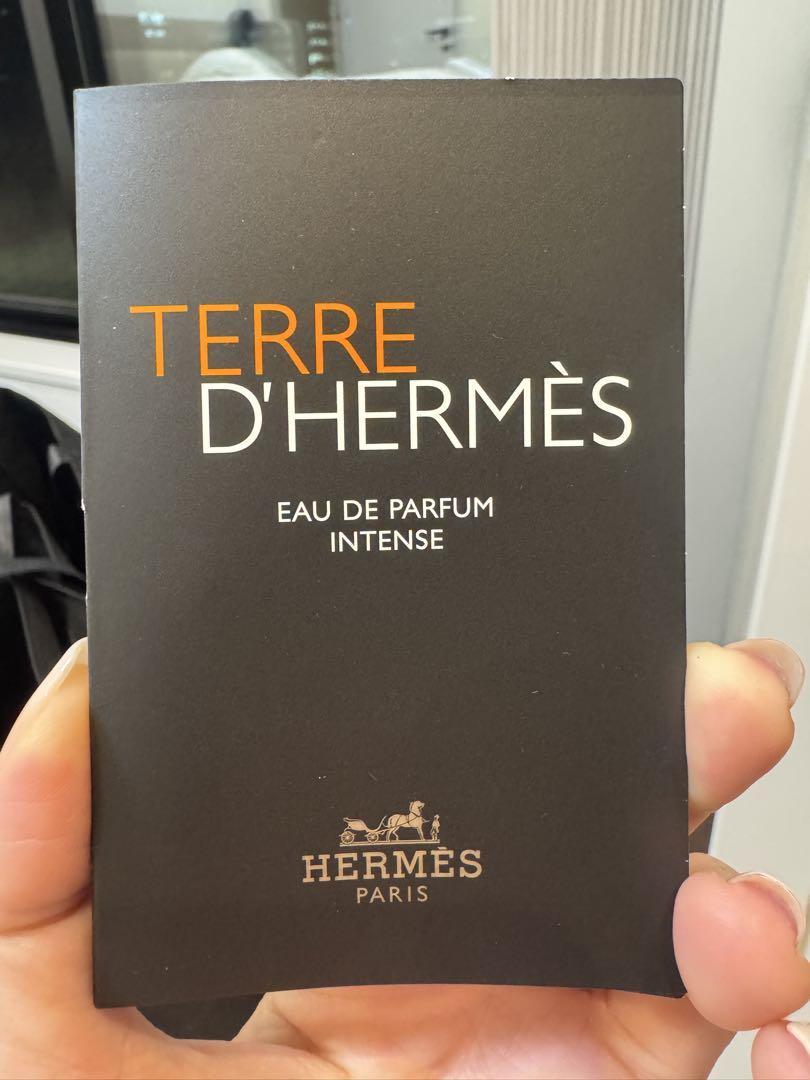 TERRE
D'HERMÈS
EAU DE PARFUM
INTENSE
HERMÈS
PARIS